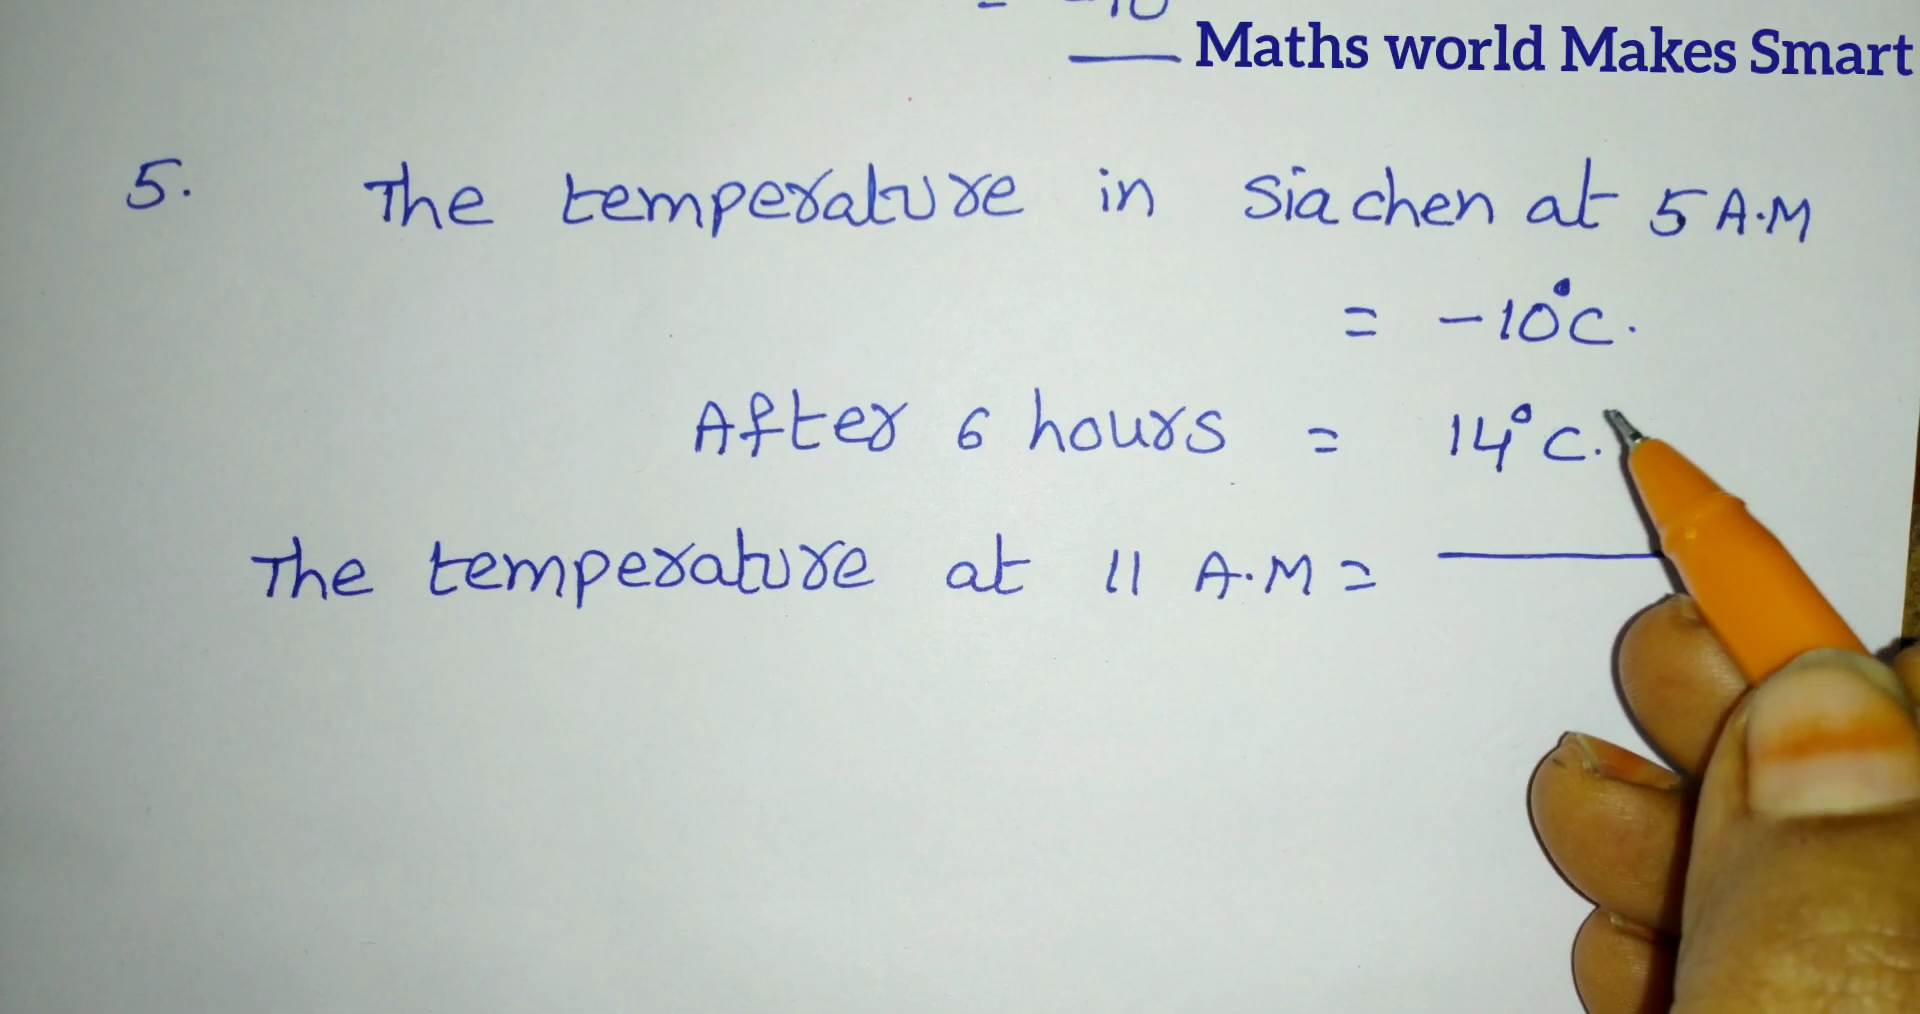 = -10
Maths world Makes Smart
5. The temperature in Siachen at 5 A.M
= -10°C.
After 6 hours = 14°C.
The temperature at 11 A.M =